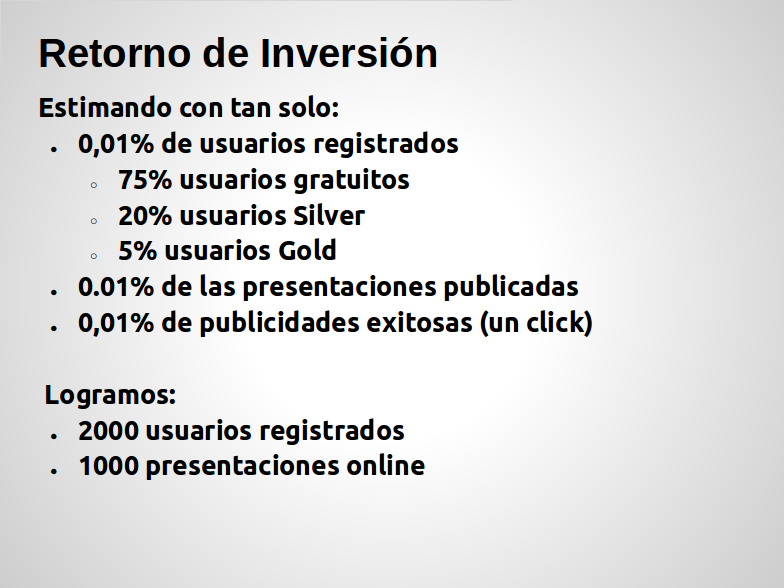 Retorno de Inversión
Estimando con tan solo:
● 0,01% de usuarios registrados
○ 75% usuarios gratuitos
○ 20% usuarios Silver
○ 5% usuarios Gold
● 0.01% de las presentaciones publicadas
● 0,01% de publicidades exitosas (un click)
Logramos:
● 2000 usuarios registrados
● 1000 presentaciones online